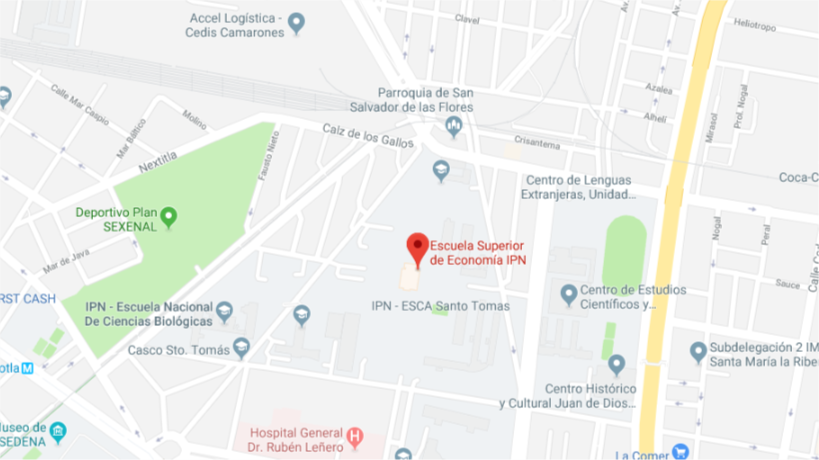 Accel Logística -
Cedis Camarones
Clavel
Av.
Av.
Heliotropo
Calle Mar Caspio
Mar Báltico
Molino
Parroquia de San
Salvador de las Flores
Azalea
Alhelí
Mirasol
Prol. Nogal
Calz de los Gallos
Crisantema
Nextitla
Fausto Nieto
Centro de Lenguas
Extranjeras, Unidad...
Coca-C
Deportivo Plan
SEXENAL
Nogal
Peral
Mar de Java
Escuela Superior
de Economía IPN
Sauce
RST CASH
IPN - Escuela Nacional
De Ciencias Biológicas
IPN - ESCA Santo Tomas
Centro de Estudios
Científicos y...
Casco Sto. Tomás
Subdelegación 2 IM
Santa María la Ribe
otla M
Centro Histórico
y Cultural Juan de Dios...
Museo de
SEDENA
Hospital General
Dr. Rubén Leñero
H
La Comer